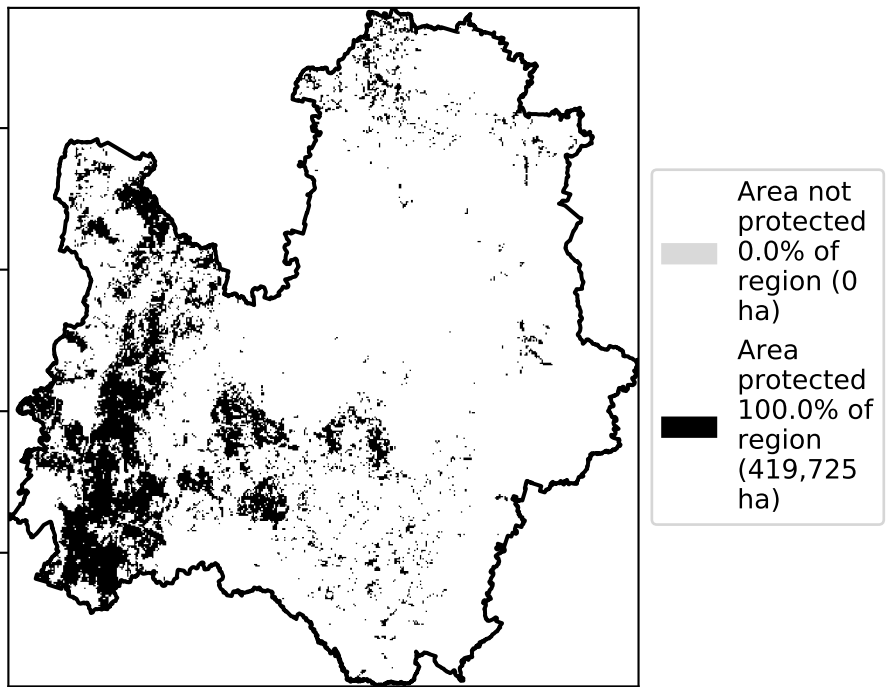 Area not
protected
0.0% of
region (0
ha)
Area
protected
100.0% of
region
(419,725
ha)